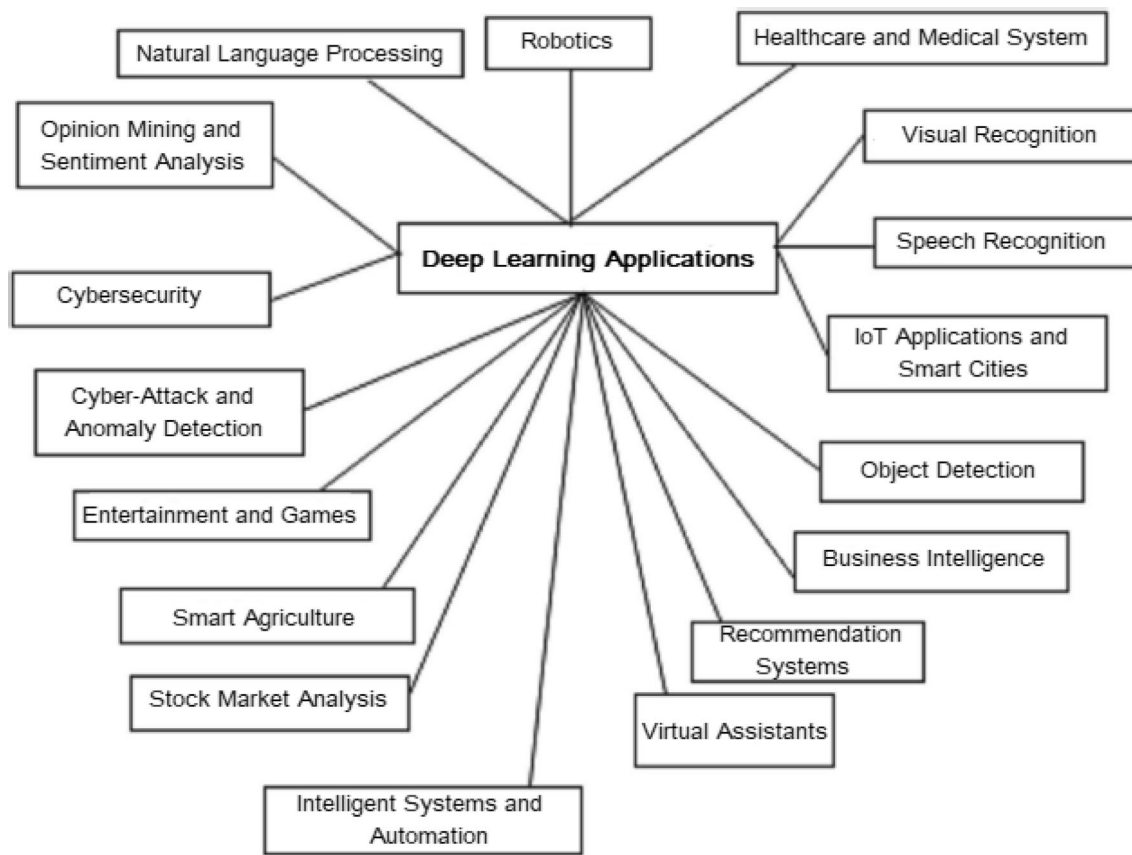 Robotics
Healthcare and Medical System
Natural Language Processing
Opinion Mining and
Sentiment Analysis
Visual Recognition
Speech Recognition
Deep Learning Applications
Cybersecurity
IoT Applications and
Smart Cities
Cyber-Attack and
Anomaly Detection
Object Detection
Entertainment and Games
Business Intelligence
Smart Agriculture
Recommendation
Systems
Stock Market Analysis
Virtual Assistants
Intelligent Systems and
Automation